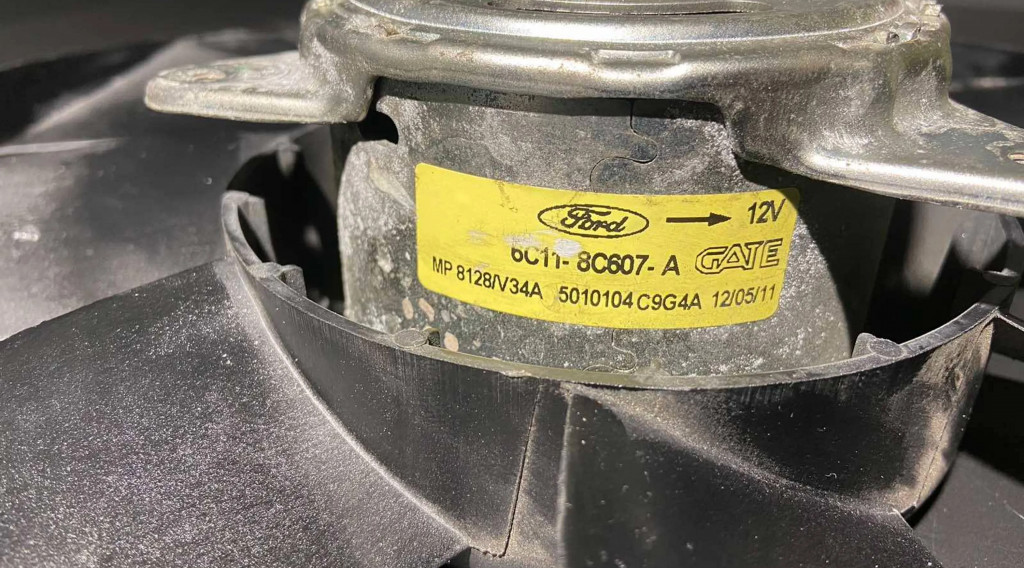 Ford → 12V
6C11-8C607-A GATE
MP 8128/V34A 5010104 C9G4A 12/05/11